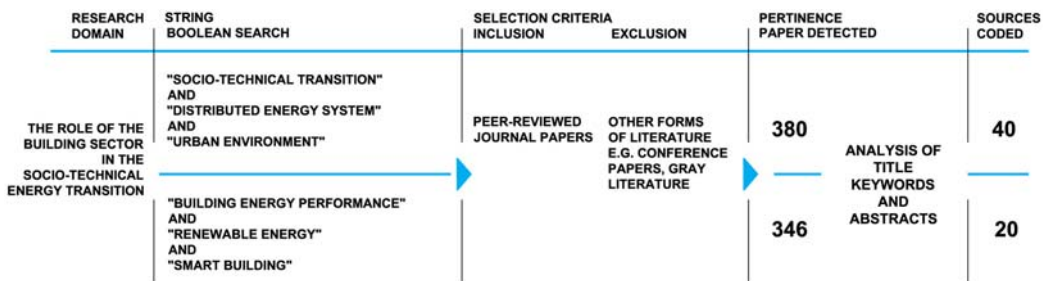 RESEARCH
DOMAIN
STRING
BOOLEAN SEARCH
SELECTION CRITERIA
INCLUSION
EXCLUSION
PERTINENCE
PAPER DETECTED
SOURCES
CODED
THE ROLE OF THE
BUILDING SECTOR
IN THE
SOCIO-TECHNICAL
ENERGY TRANSITION
"SOCIO-TECHNICAL TRANSITION"
AND
"DISTRIBUTED ENERGY SYSTEM"
AND
"URBAN ENVIRONMENT"
"BUILDING ENERGY PERFORMANCE"
AND
"RENEWABLE ENERGY"
AND
"SMART BUILDING"
PEER-REVIEWED
JOURNAL PAPERS
OTHER FORMS
OF LITERATURE
E.G. CONFERENCE
PAPERS, GRAY
LITERATURE
380
346
ANALYSIS OF
TITLE
KEYWORDS
AND
ABSTRACTS
40
20